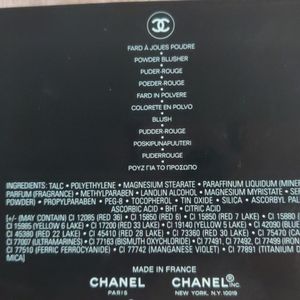 FARD A JOUES POUDRE
POWDER BLUSHER
PUDER-ROUGE
POEDER-ROUGE
FARD IN POLVERE
COLORETE EN POLVO
BLUSH
PUDDER-ROUGE
POSKIPUNAPUUTERI
PUDERROUGE
ΡΟΥΖ ΓΙΑ ΤΟ ΠΡΟΣΩΠΟ
INGREDIENTS: TALC • POLYETHYLENE • MAGNESIUM STEARATE • PARAFFINUM LIQUIDUM (MINER
PARFUM (FRAGRANCE) • METHYLPARABEN • LANOLIN ALCOHOL • MAGNESIUM MYRISTATE • SER
POWDER) • PROPYLPARABEN • PEG-8 • TOCOPHEROL • TIN OXIDE • SILICA • ASCORBYL PAL
ASCORBIC ACID • BHT • CITRIC ACID
[+/- (MAY CONTAIN) CI 12085 (RED 36) • CI 15850 (RED 6) • CI 15850 (RED 7 LAKE) • CI 15880
CI 15985 (YELLOW 6 LAKE) • CI 17200 (RED 33 LAKE) • CI 19140 (YELLOW 5 LAKE) • CI 42090 (BLUE
CI 45380 (RED 22 LAKE) • CI 45410 (RED 28 LAKE) • CI 73360 (RED 30 LAKE) • CI 75470
CI 77007 (ULTRAMARINES) • CI 77163 (BISMUTH OXYCHLORIDE) • CI 77491, CI 77492, CI 77499 (IRON
CI 77510 (FERRIC FERROCYANIDE) • CI 77742 (MANGANESE VIOLET) • CI 77891 (TITANIUM D
MICA]
MADE IN FRANCE
CHANEL CHANEL INC.
PARIS NEW YORK, N.Y. 10019